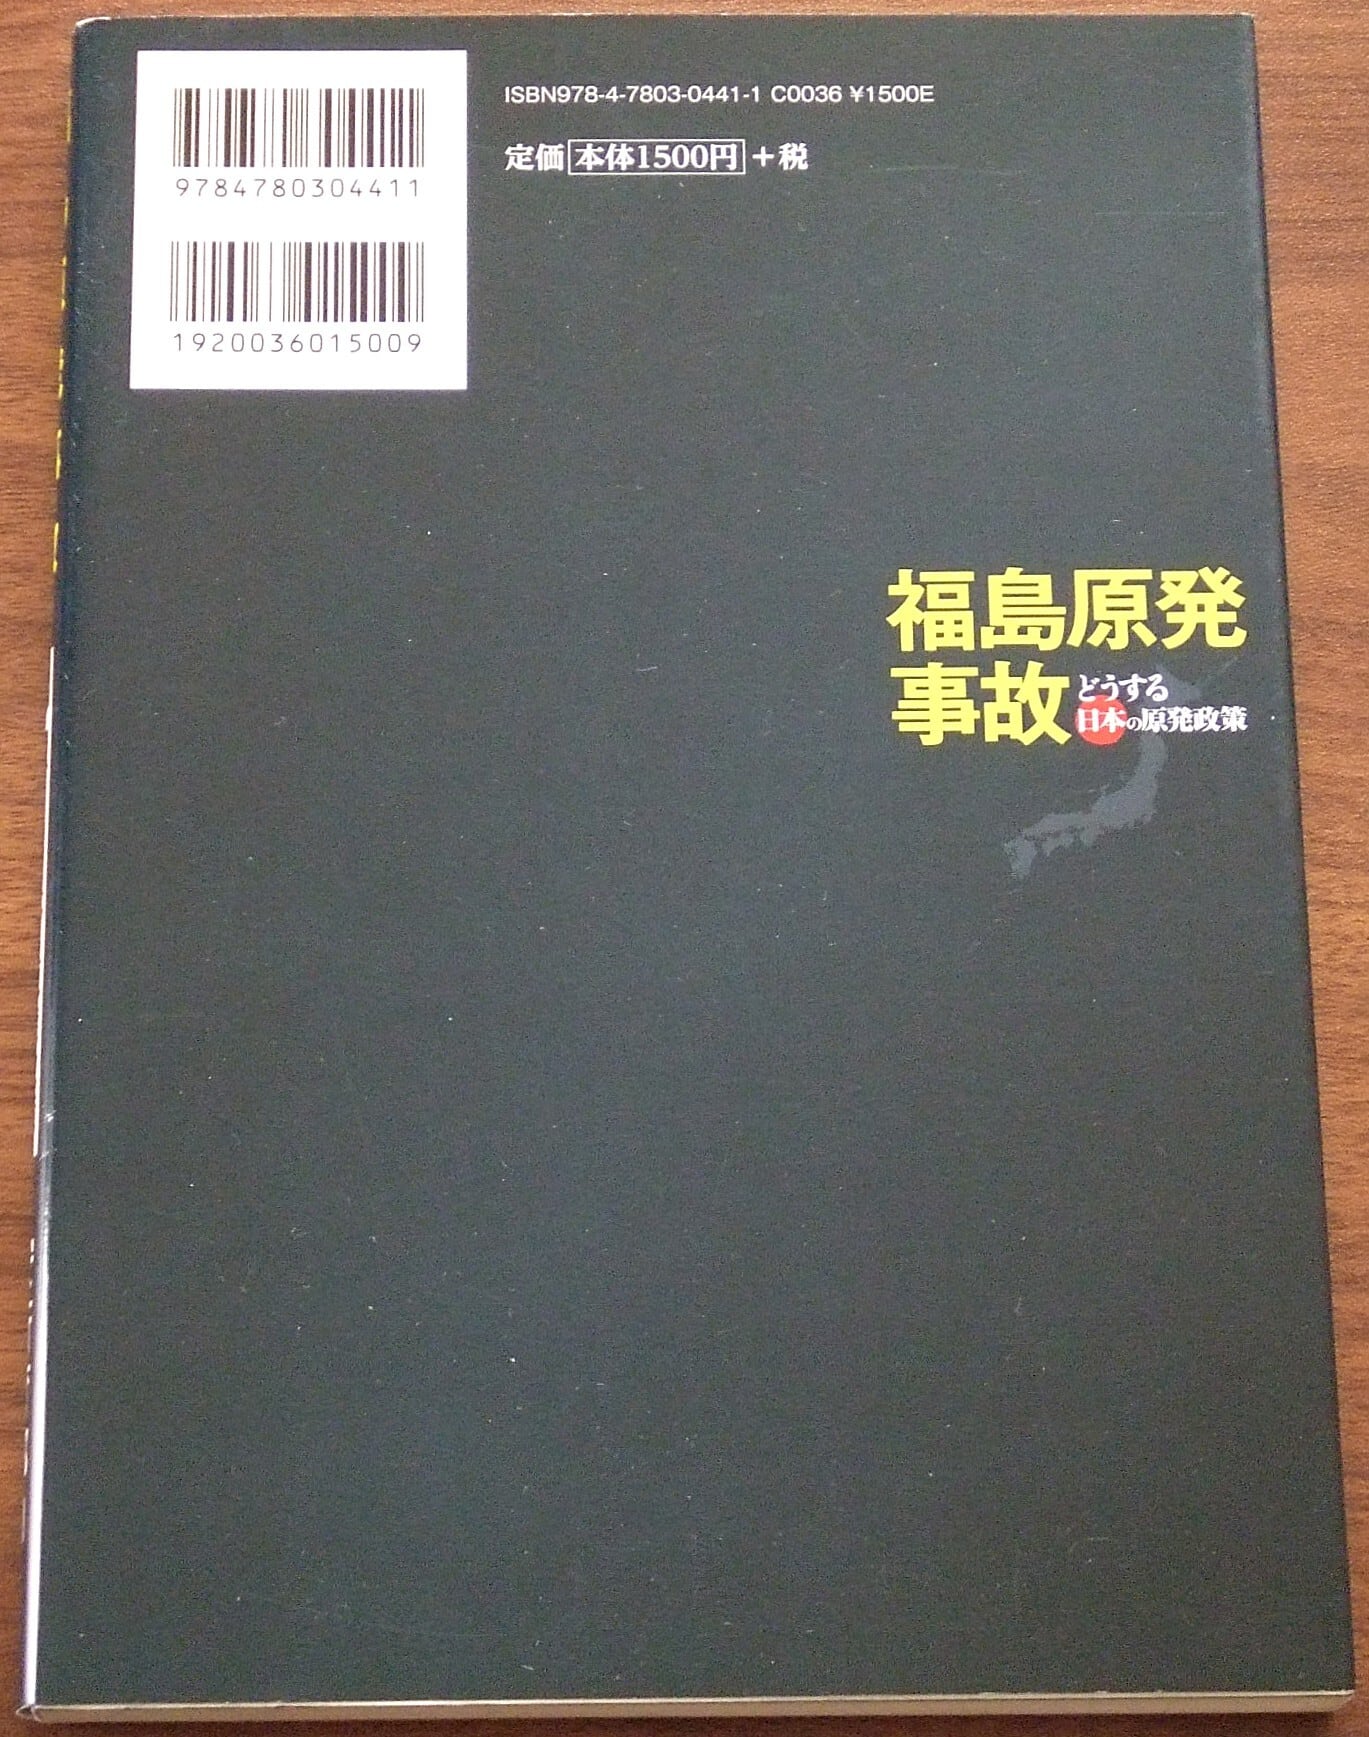 9784780304411
1920036015009
ISBN978-4-7803-0441-1 C0036 ¥1500E
定価 本体1500円 +税
福島原発
事故
どうする
日本の原発政策